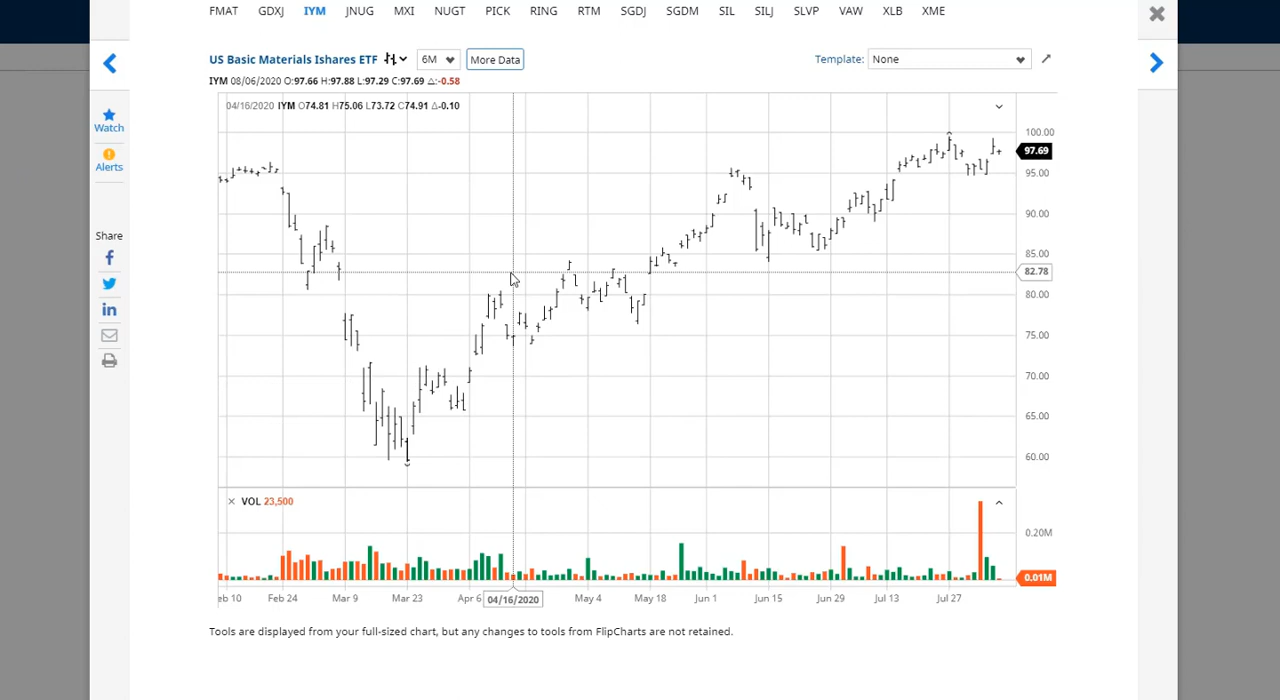 FMAT GDXJ IYM JNUG MXI NUGT PICK RING RTM SGDJ SGDM SIL SILJ SLVP VAW XLB XME
US Basic Materials Ishares ETF 6M More Data Template: None
IYM 08/06/2020 O:97.66 H:97.88 L:97.29 C:97.69 △:-0.58
04/16/2020 IYM O74.81 H75.06 L73.72 C74.91 Δ-0.10
Watch
Alerts
Share
100.00
97.69
95.00
90.00
85.00
82.78
80.00
75.00
70.00
65.00
60.00
VOL 23,500
0.20M
0.01M
eb 10 Feb 24 Mar 9 Mar 23 Apr 6 04/16/2020 May 4 May 18 Jun 1 Jun 15 Jun 29 Jul 13 Jul 27
Tools are displayed from your full-sized chart, but any changes to tools from FlipCharts are not retained.